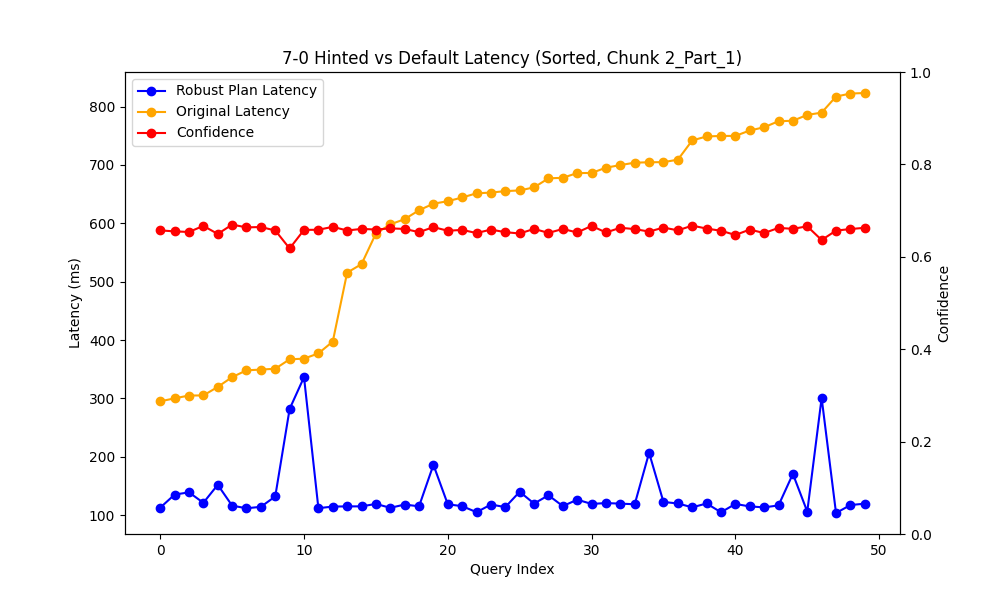 7-0 Hinted vs Default Latency (Sorted, Chunk 2_Part_1)
Robust Plan Latency
Original Latency
Confidence
Latency (ms)
800
700
600
500
400
300
200
100
1.0
0.8
0.6
0.4
0.2
0.0
Confidence
0 10 20 30 40 50
Query Index